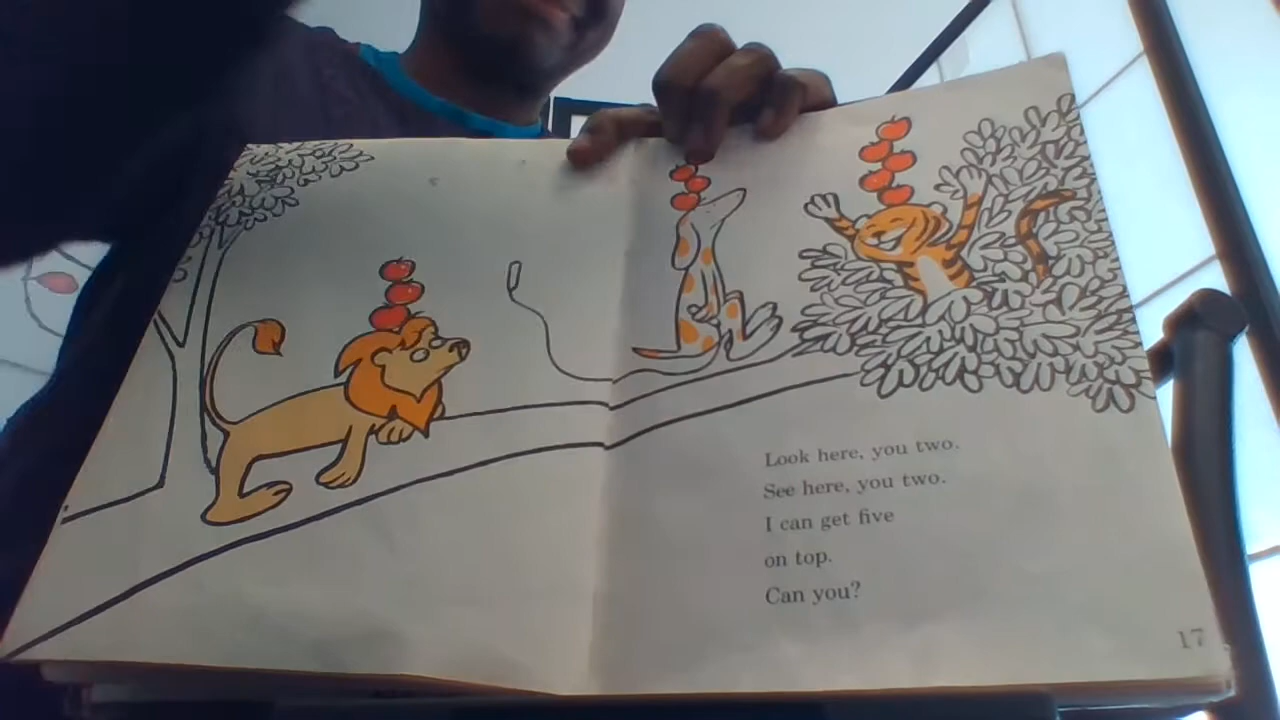 Look here, you two.
See here, you two.
I can get five
on top.
Can you?
17